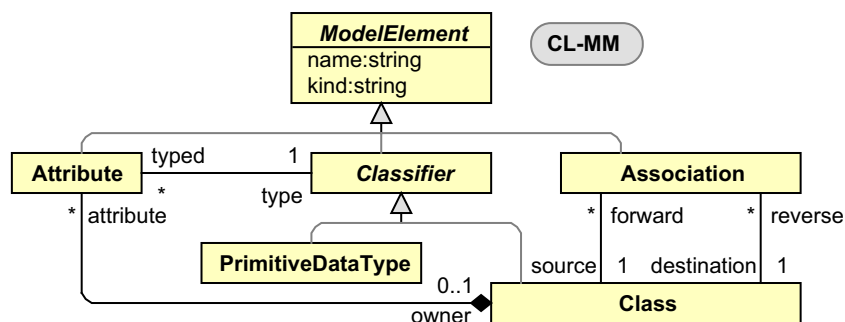 ModelElement
CL-MM
name:string
kind:string
typed 1
Attribute Classifier Association
* type
* attribute * forward * reverse
PrimitiveDataType
source 1 destination 1
0..1
Class
owner